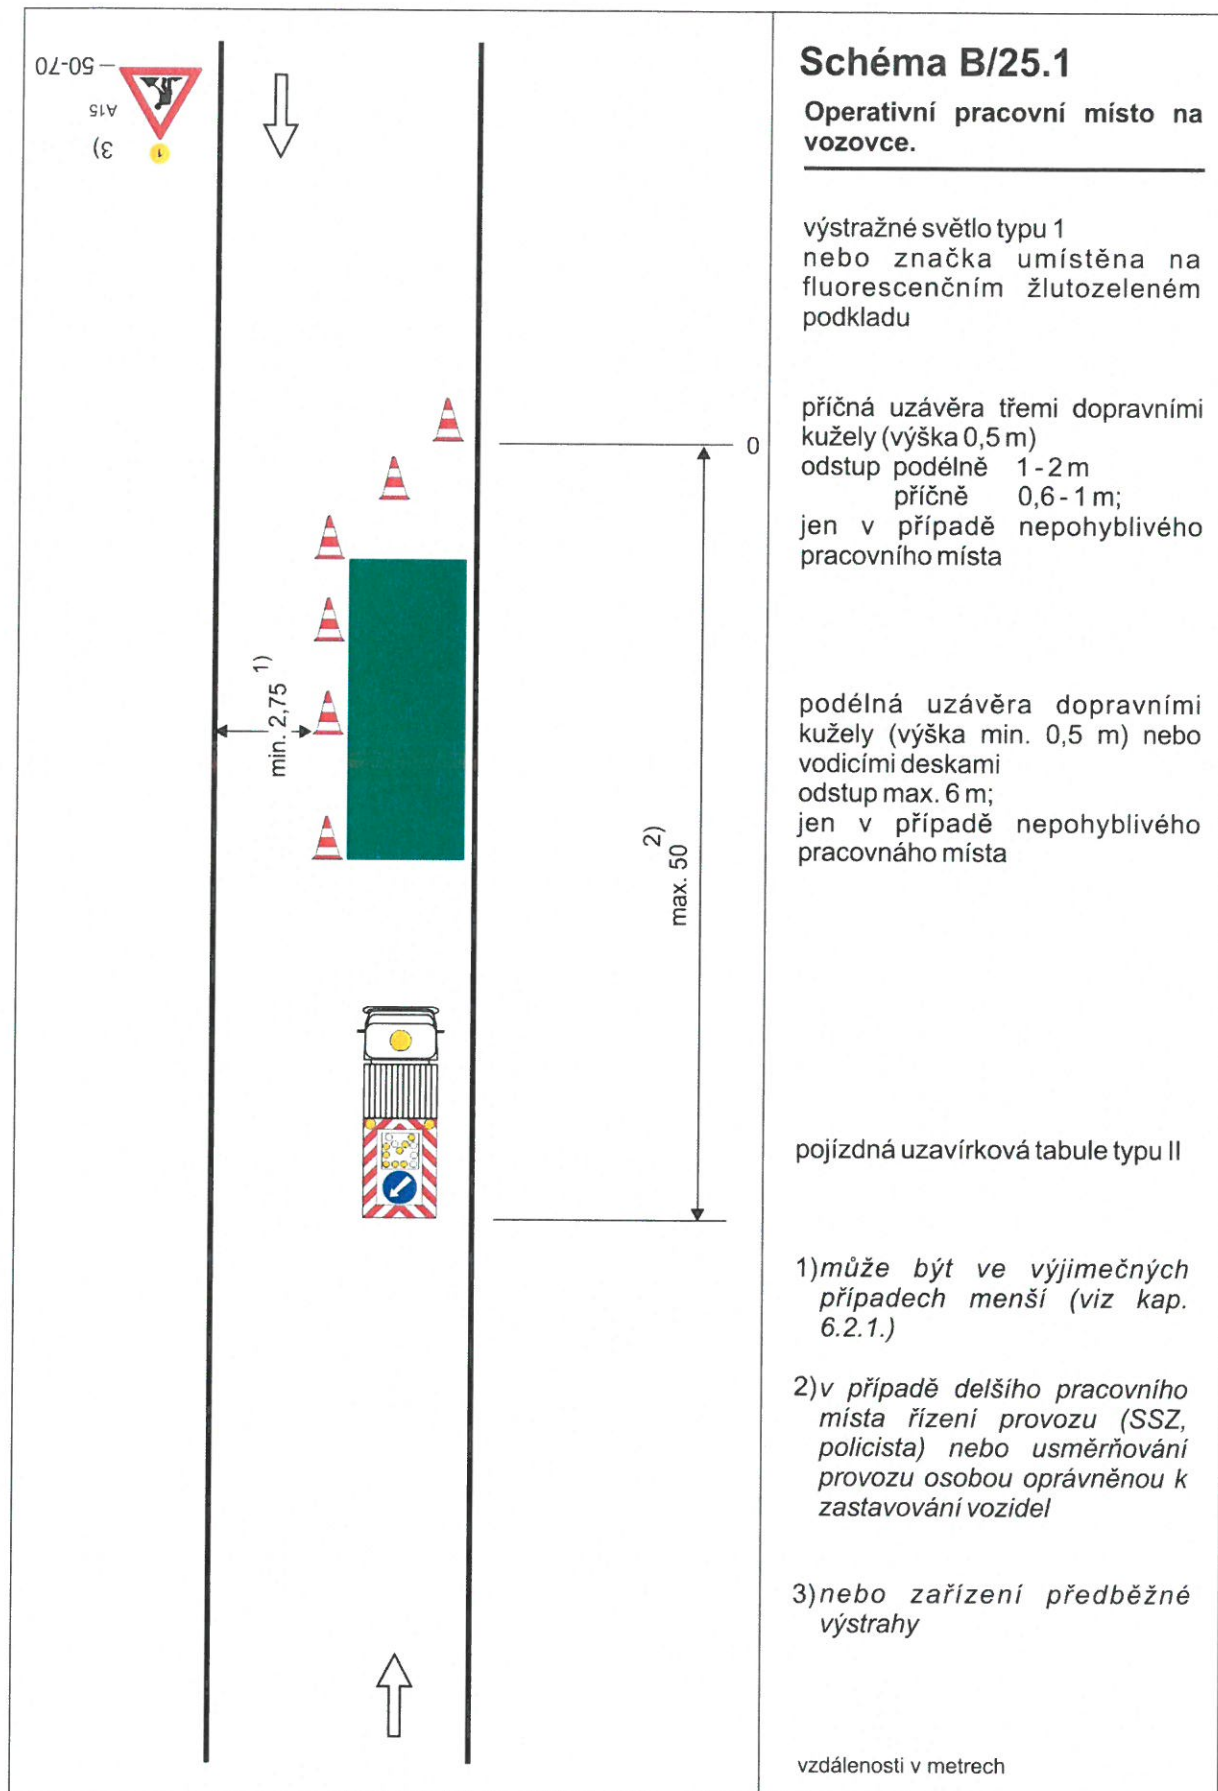 50-70
A15
3)
1
0
min. 2,75 1)
max. 50 2)
Schéma B/25.1
Operativní pracovní místo na
vozovce.
výstražné světlo typu 1
nebo značka umístěna na
fluorescenčním žlutozeleném
podkladu
příčná uzávěra třemi dopravními
kužely (výška 0,5 m)
odstup podélně 1 - 2 m
příčně 0,6 - 1 m;
jen v případě nepohyblivého
pracovního místa
podélná uzávěra dopravními
kužely (výška min. 0,5 m) nebo
vodicími deskami
odstup max. 6 m;
jen v případě nepohyblivého
pracovnáho místa
pojízdná uzavírková tabule typu II
1) může být ve výjimečných
případech menší (viz kap.
6.2.1.)
2) v případě delšího pracovního
místa řízení provozu (SSZ,
policista) nebo usměrňování
provozu osobou oprávněnou k
zastavování vozidel
3) nebo zařízení předběžné
výstrahy
vzdálenosti v metrech